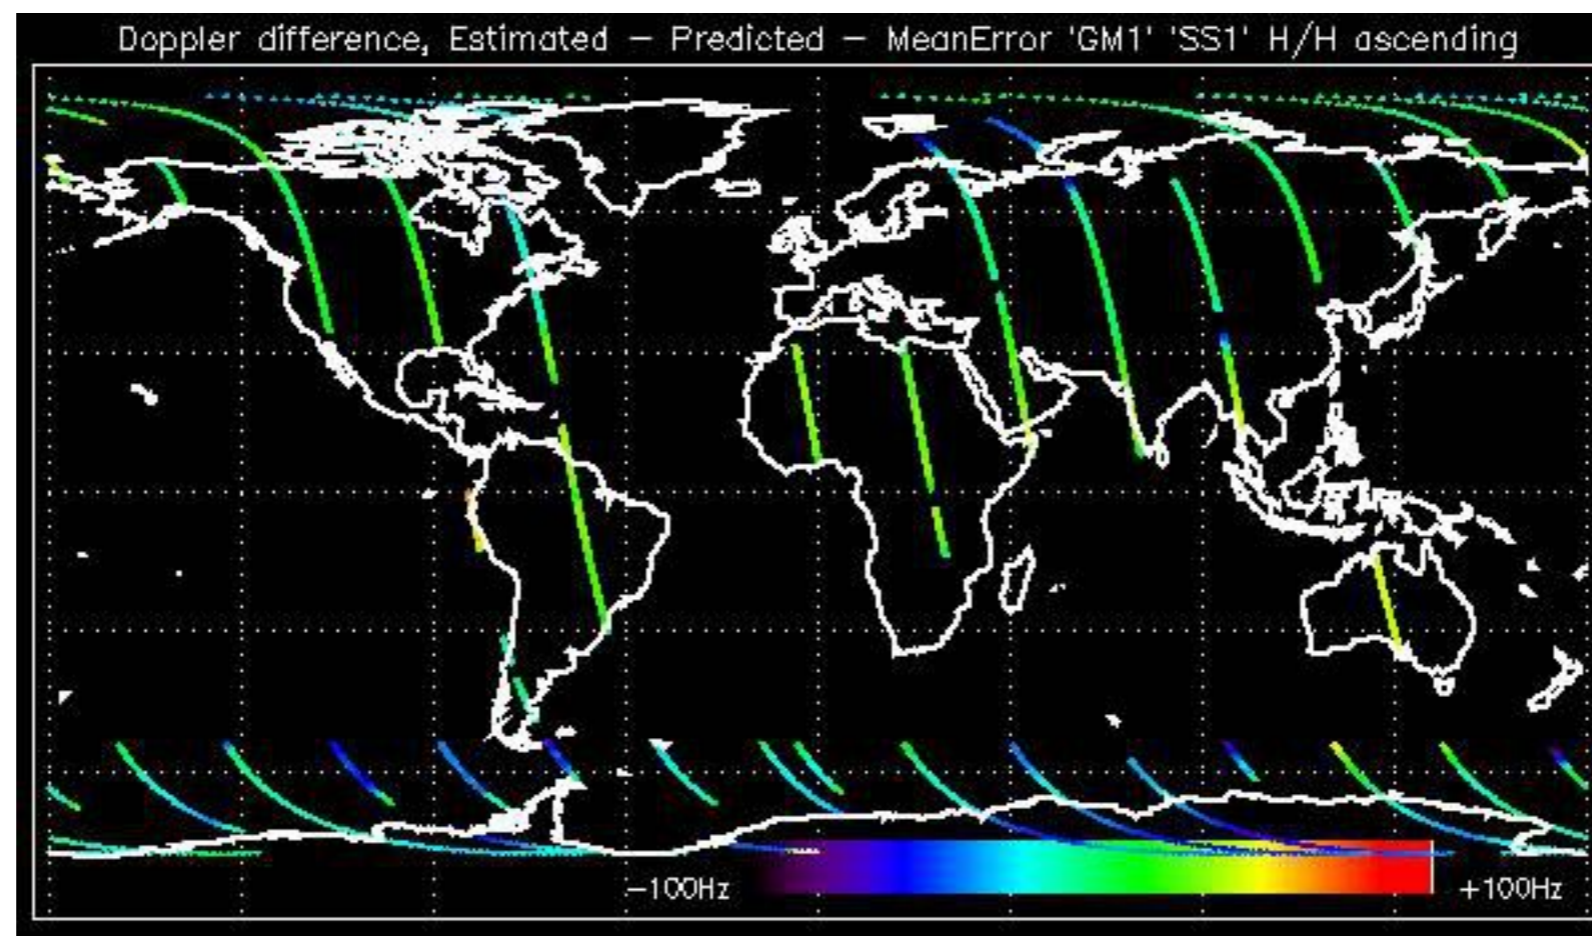 Doppler difference, Estimated − Predicted − MeanError 'GM1' 'SS1' H/H ascending
−100Hz +100Hz